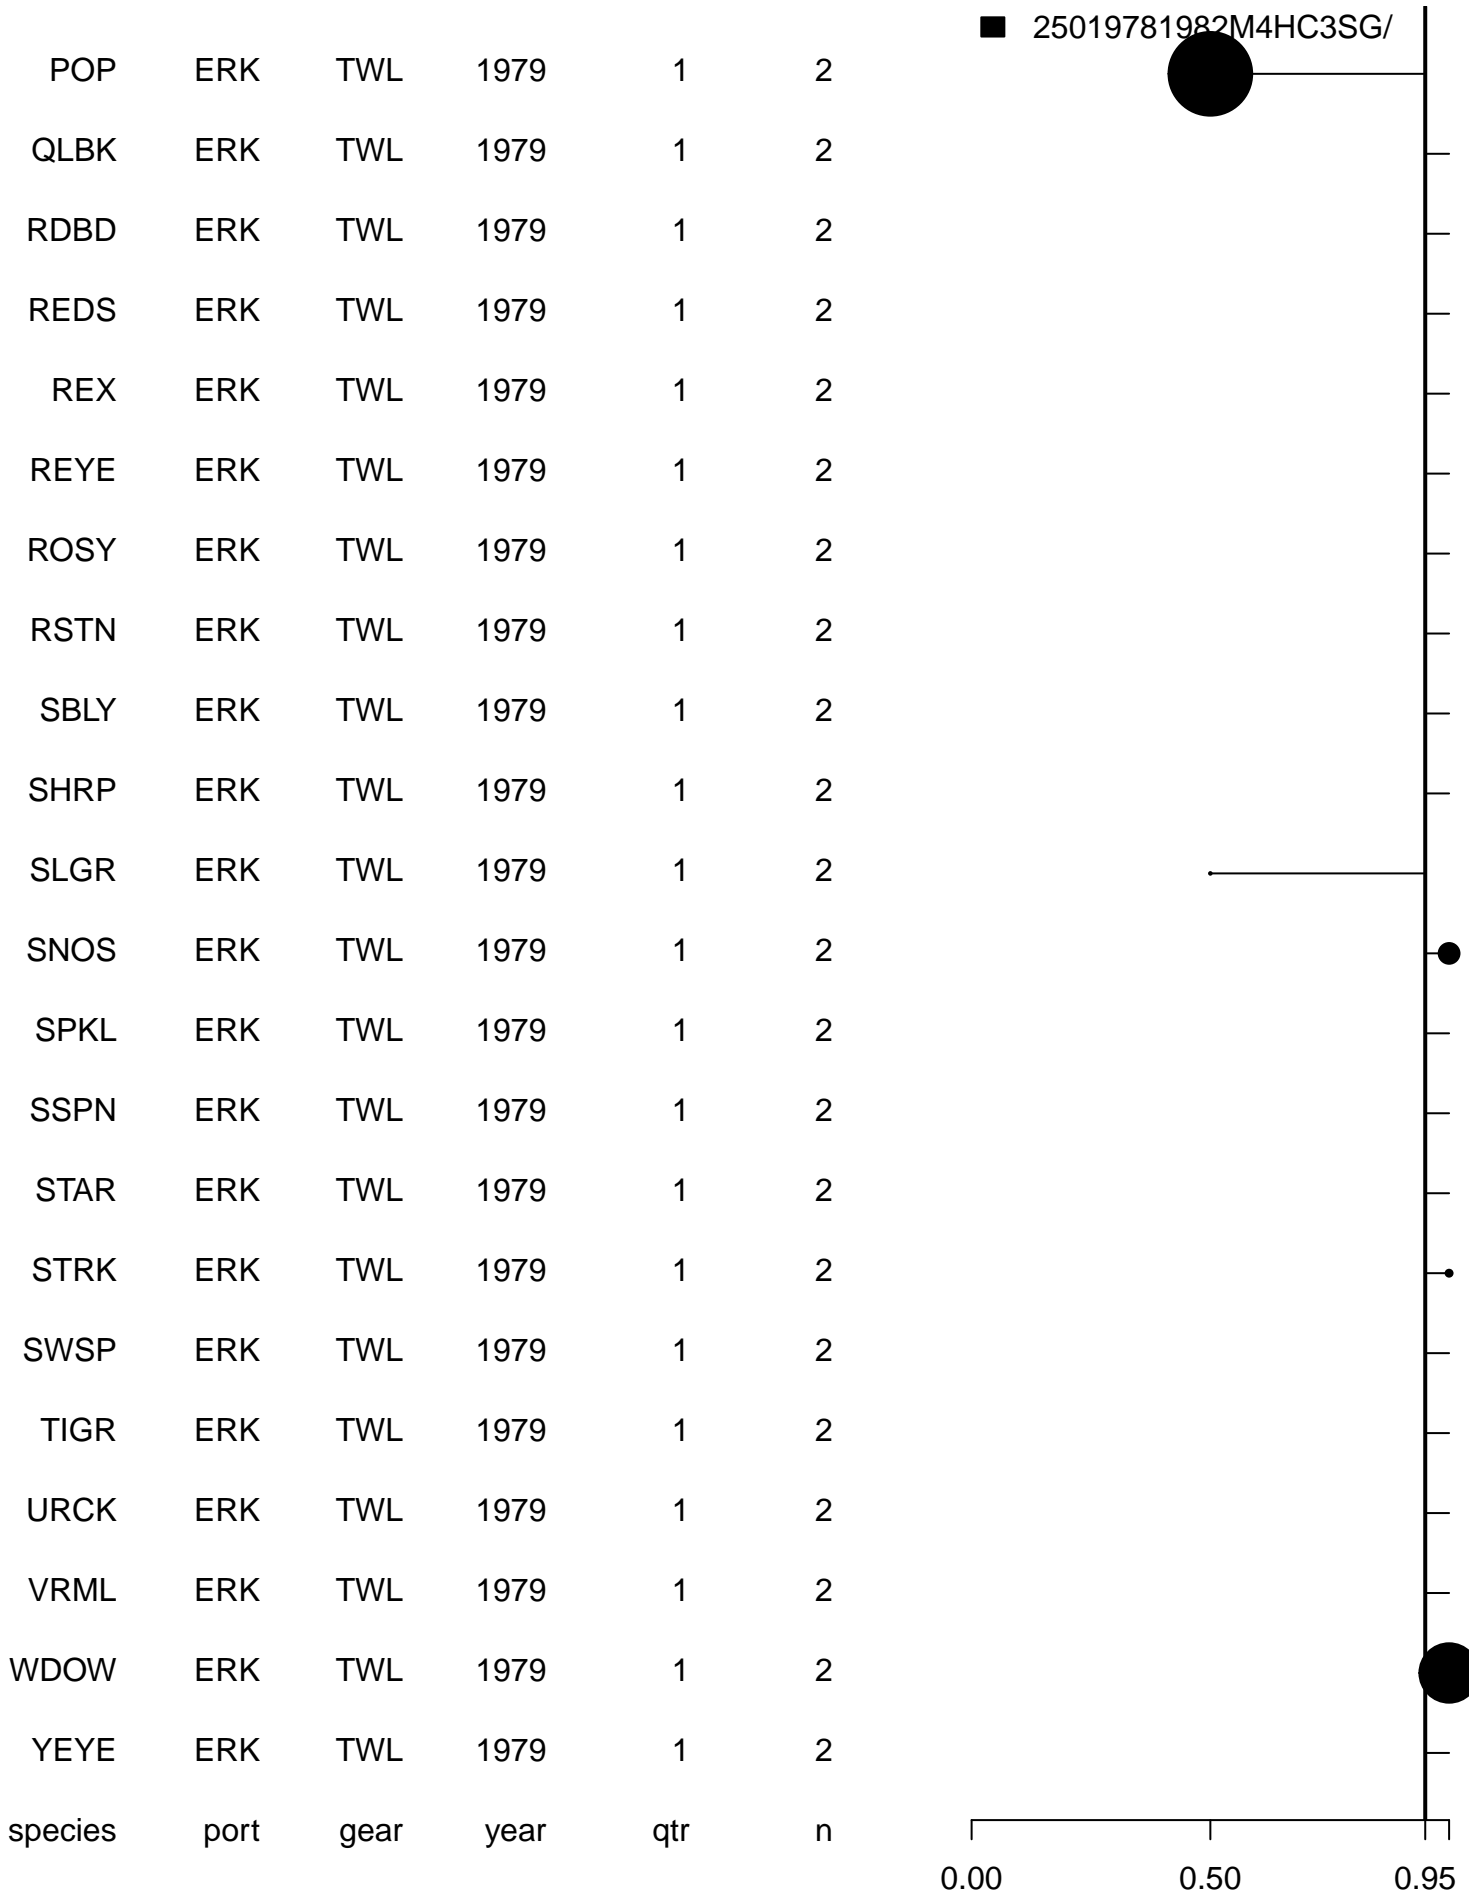 25019781982M4HC3SG/
POP ERK TWL 1979 1 2
QLBK ERK TWL 1979 1 2
RDBD ERK TWL 1979 1 2
REDS ERK TWL 1979 1 2
REX ERK TWL 1979 1 2
REYE ERK TWL 1979 1 2
ROSY ERK TWL 1979 1 2
RSTN ERK TWL 1979 1 2
SBLY ERK TWL 1979 1 2
SHRP ERK TWL 1979 1 2
SLGR ERK TWL 1979 1 2
SNOS ERK TWL 1979 1 2
SPKL ERK TWL 1979 1 2
SSPN ERK TWL 1979 1 2
STAR ERK TWL 1979 1 2
STRK ERK TWL 1979 1 2
SWSP ERK TWL 1979 1 2
TIGR ERK TWL 1979 1 2
URCK ERK TWL 1979 1 2
VRML ERK TWL 1979 1 2
WDOW ERK TWL 1979 1 2
YEYE ERK TWL 1979 1 2
species port gear year qtr n
0.00 0.50 0.95